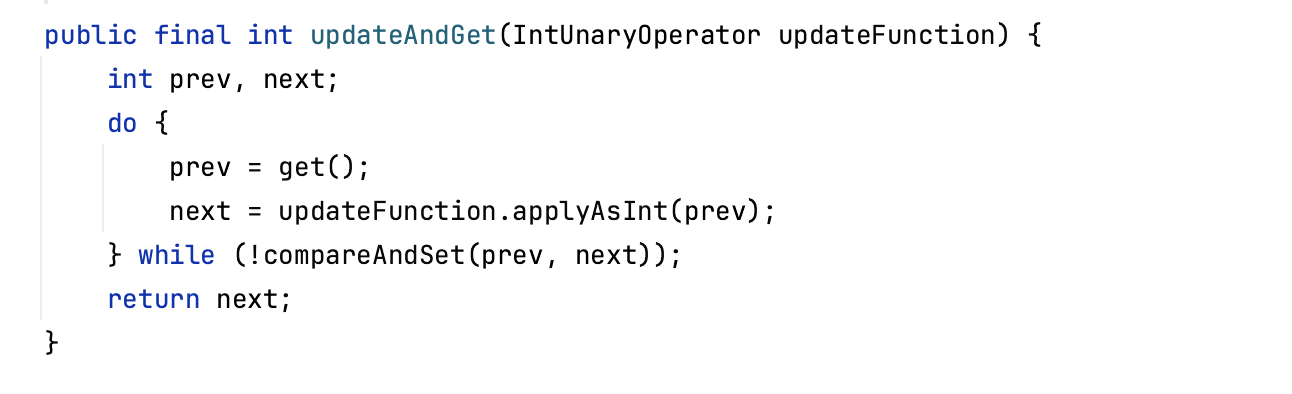 public final int updateAndGet(IntUnaryOperator updateFunction) {
    int prev, next;
    do {
        prev = get();
        next = updateFunction.applyAsInt(prev);
    } while (!compareAndSet(prev, next));
    return next;
}